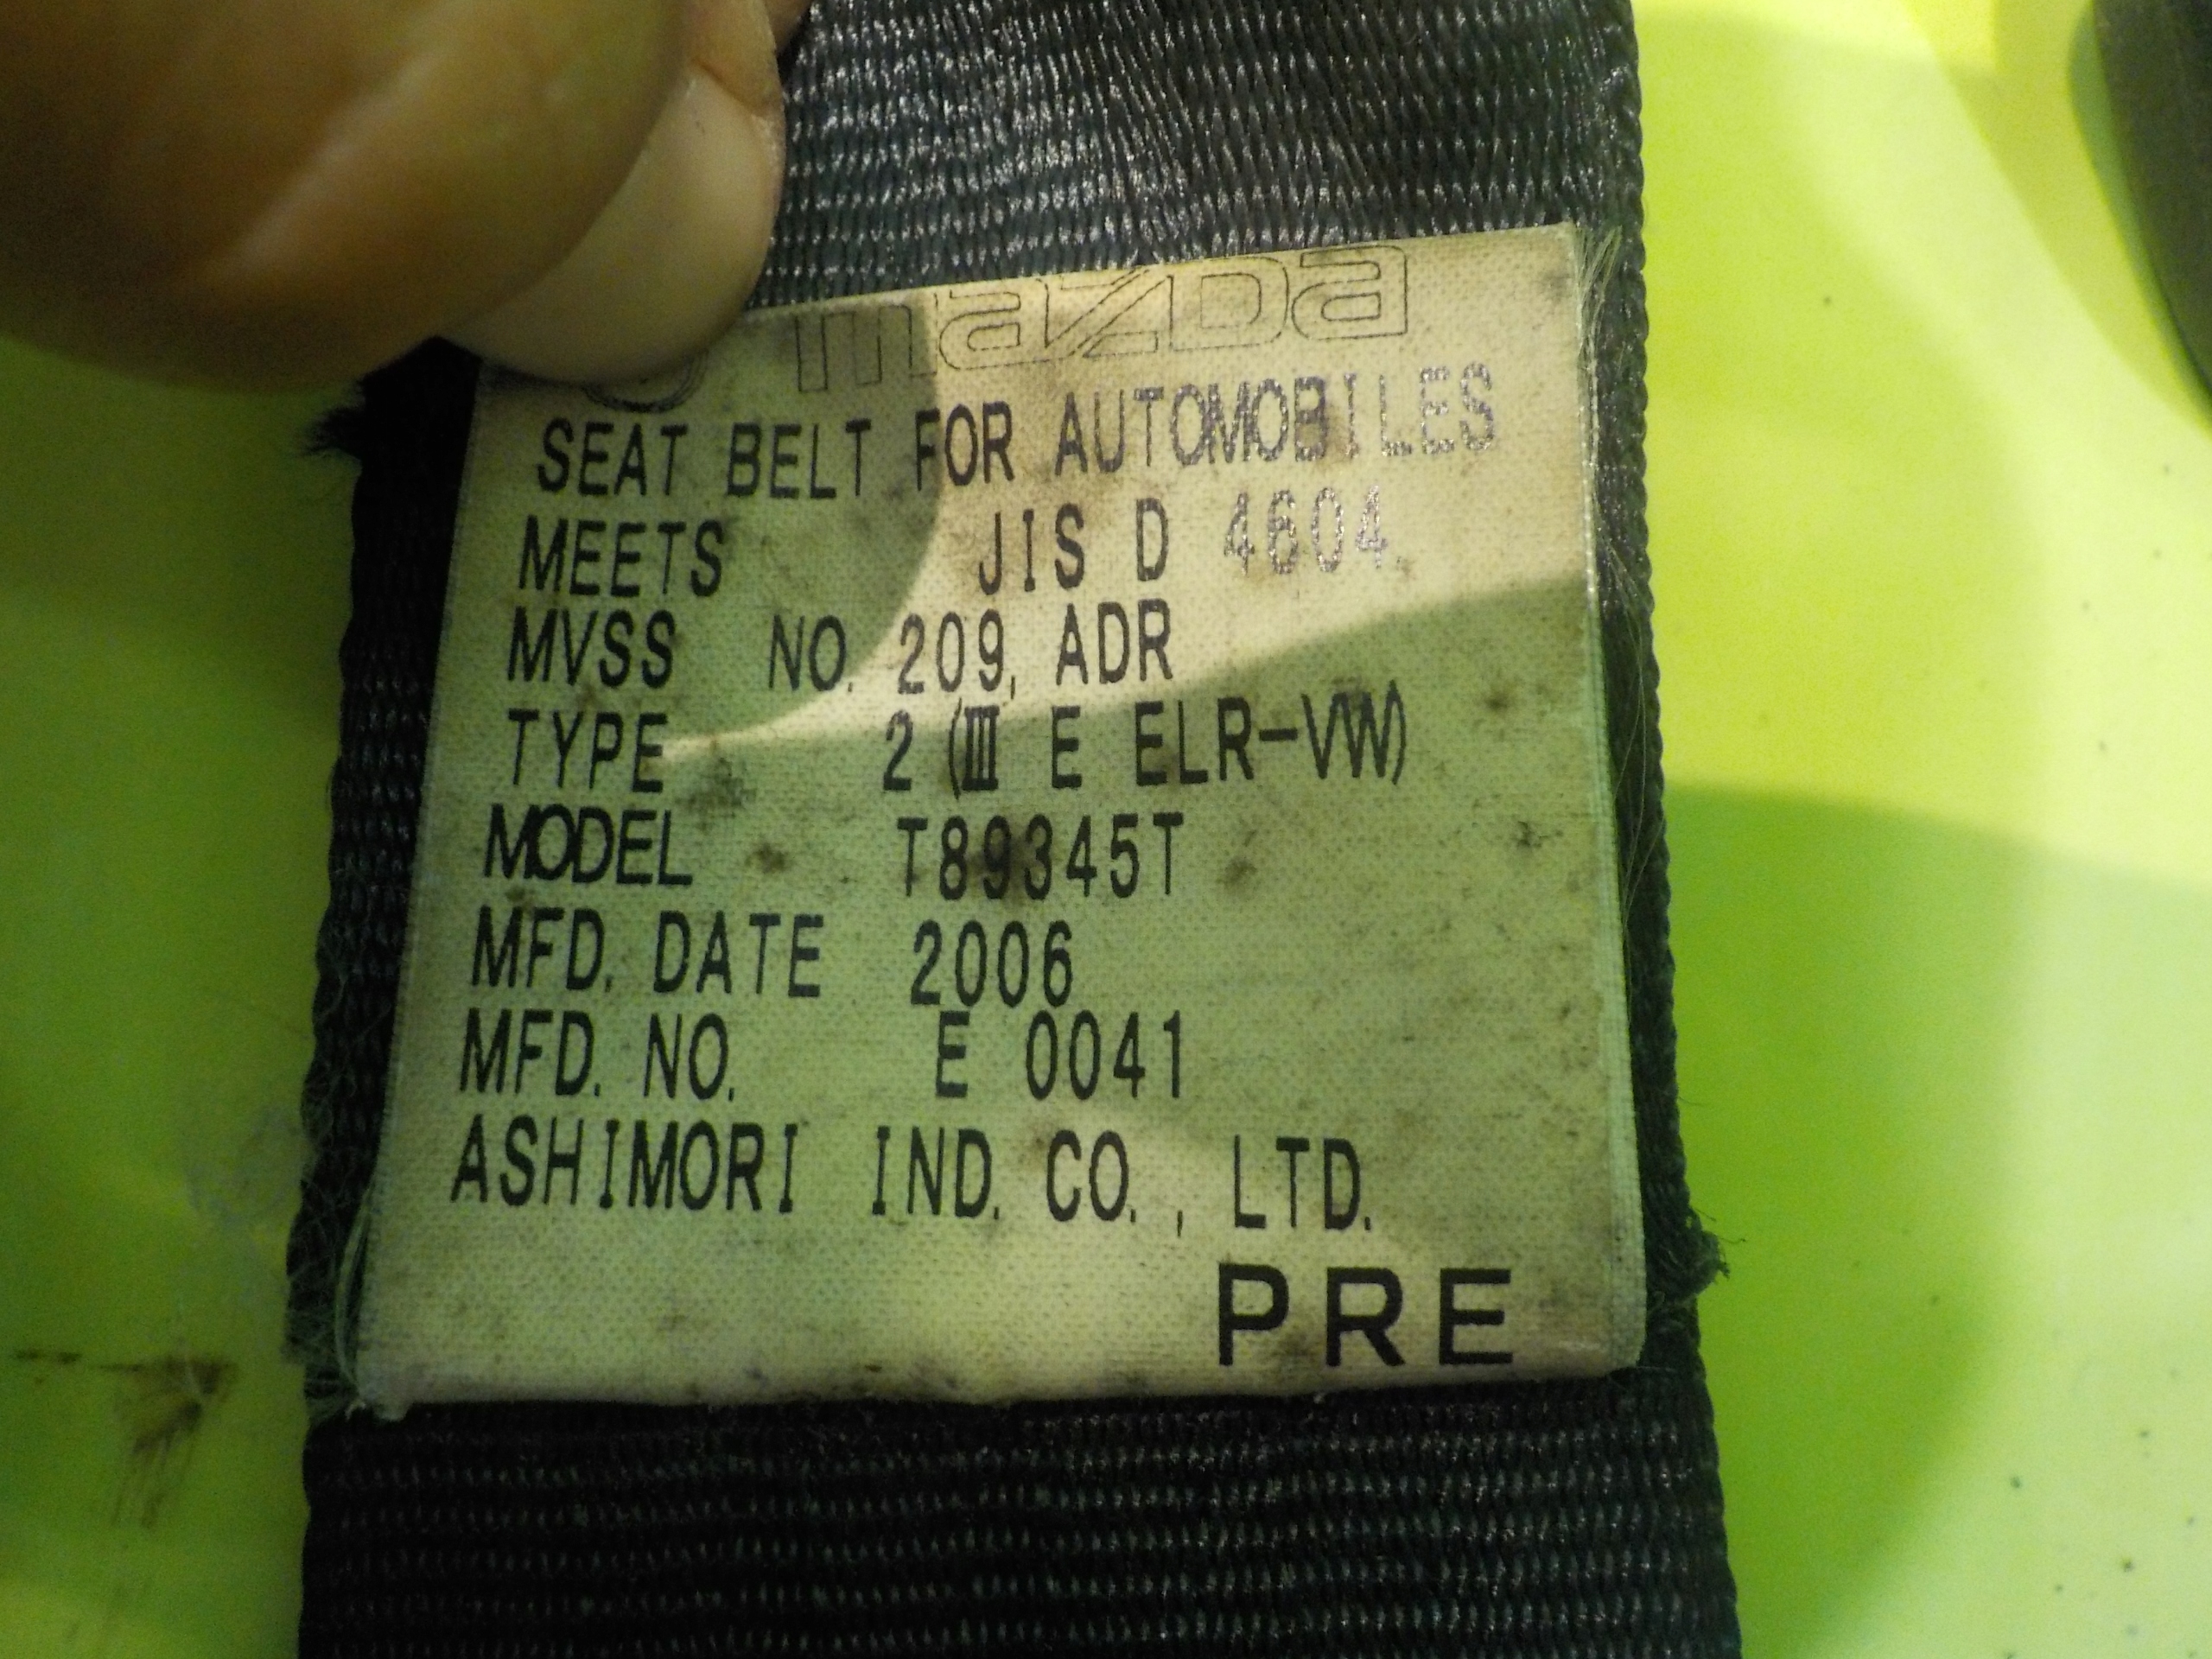 mazDa
SEAT BELT FOR AUTOMOBILES
MEETS JIS D 4604
MVSS NO. 209, ADR
TYPE 2 (Ⅲ E ELR-VW)
MODEL T89345T
MFD. DATE 2006
MFD. NO. E 0041
ASHIMORI IND. CO., LTD.
PRE